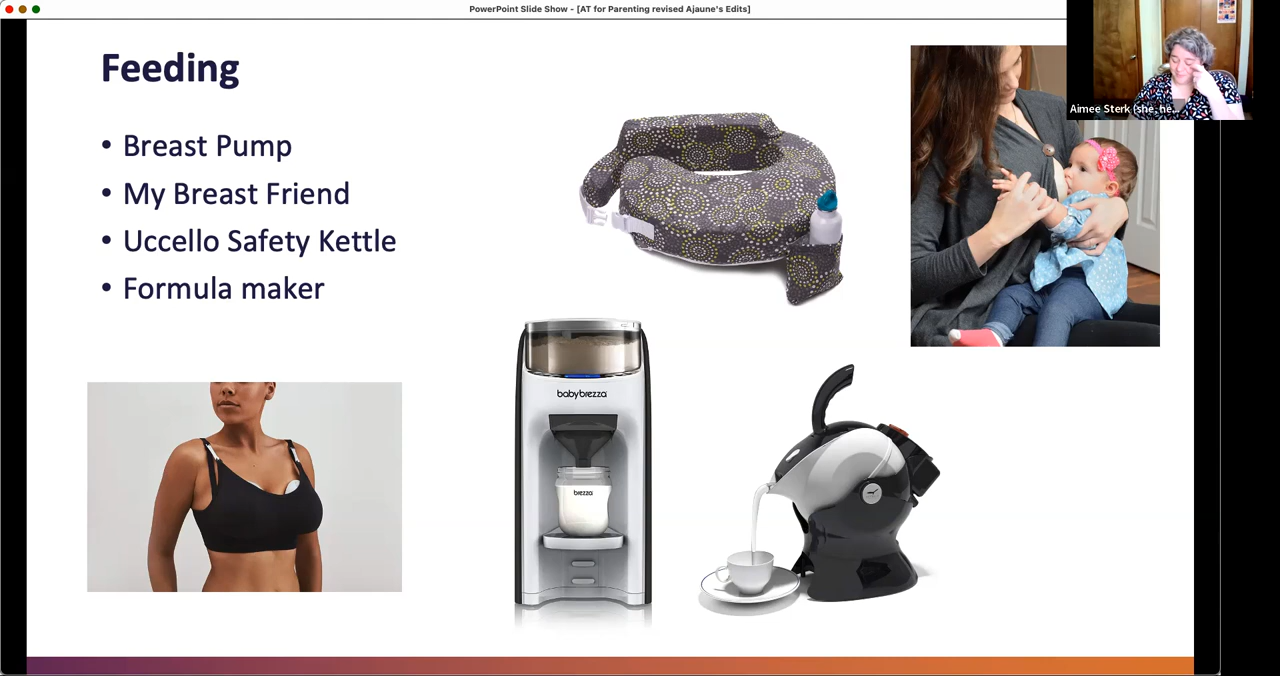 PowerPoint Slide Show - [AT for Parenting revised Ajaune's Edits]
Feeding
• Breast Pump
• My Breast Friend
• Uccello Safety Kettle
• Formula maker
Aimee Sterk (she, he...
babybrezza
brezza